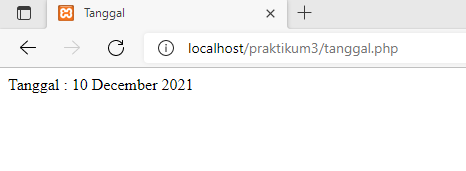 Tanggal
localhost/praktikum3/tanggal.php
Tanggal : 10 December 2021